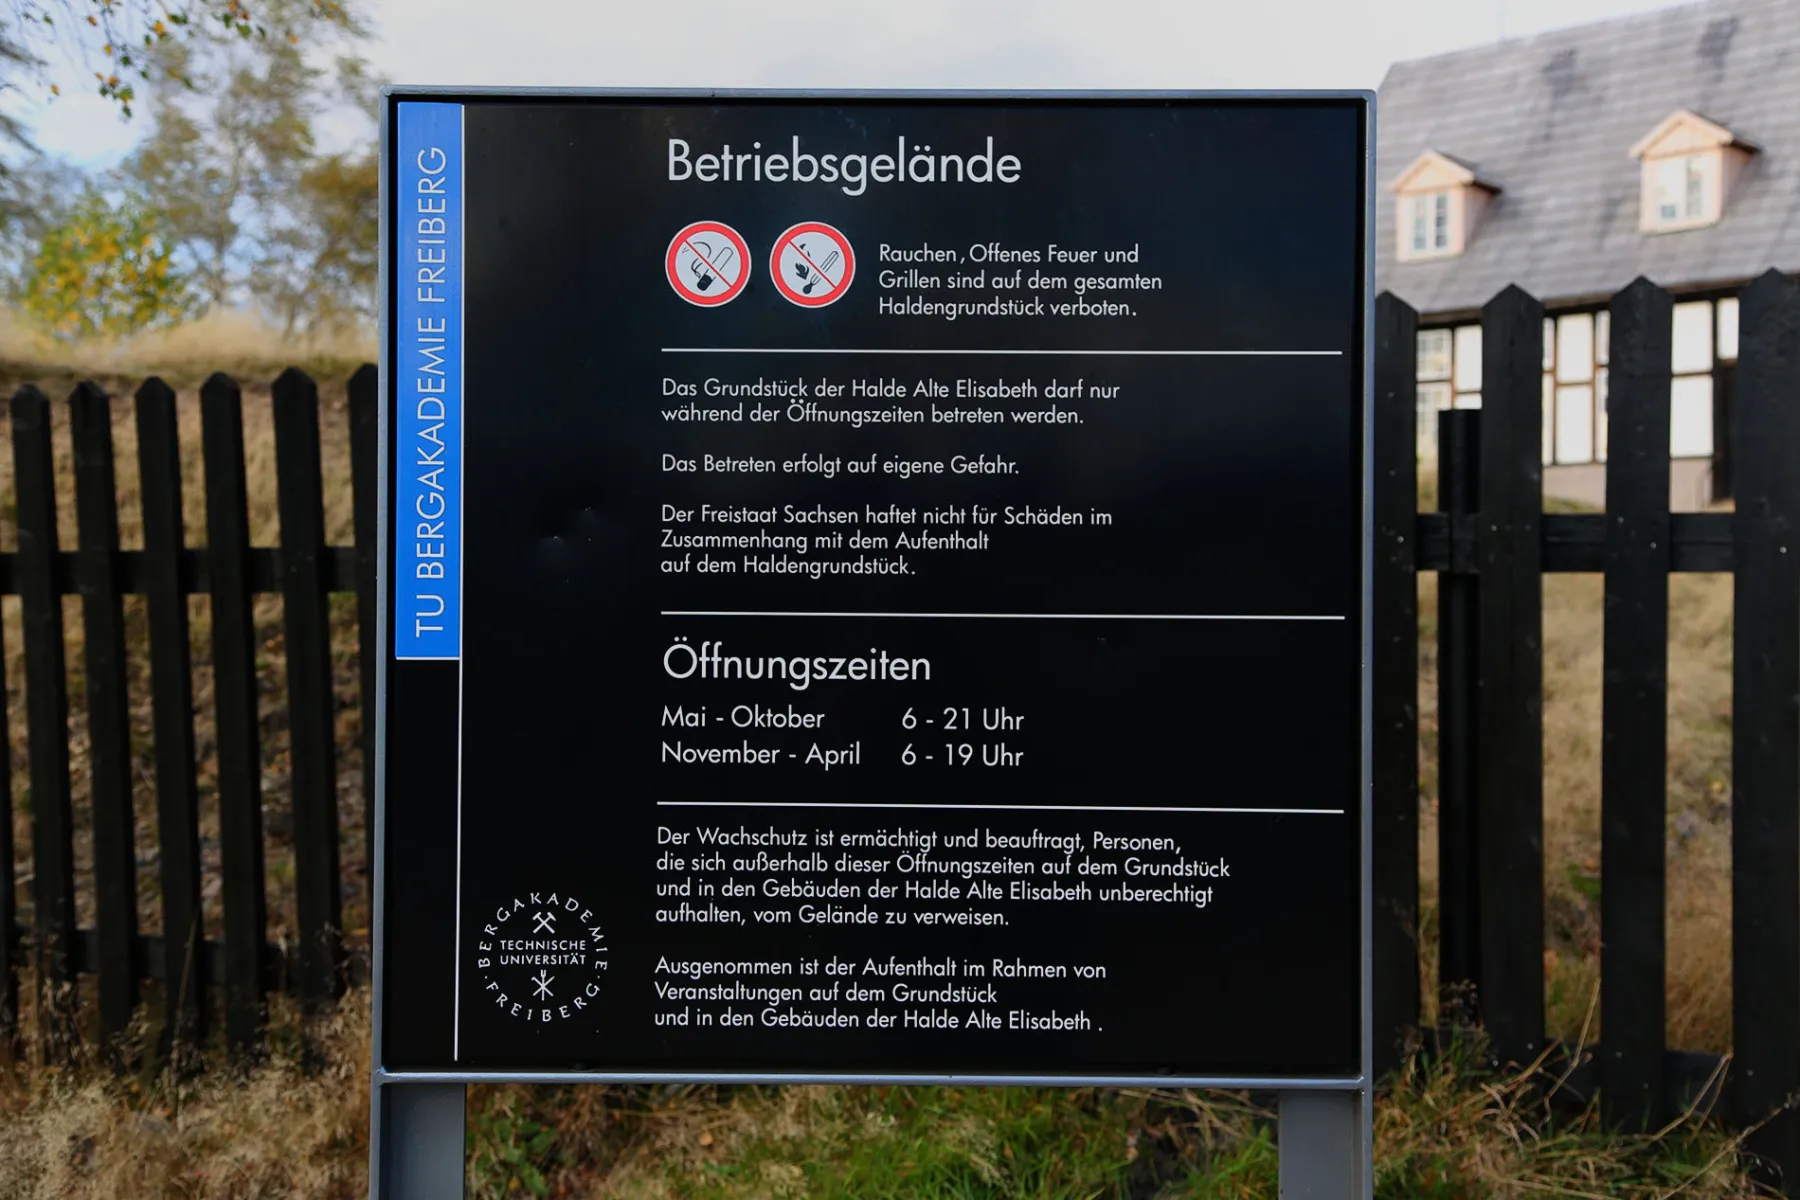 TU BERGAKADEMIE FREIBERG
Betriebsgelände
Rauchen, Offenes Feuer und
Grillen sind auf dem gesamten
Haldengrundstück verboten.
Das Grundstück der Halde Alte Elisabeth darf nur
während der Öffnungszeiten betreten werden.
Das Betreten erfolgt auf eigene Gefahr.
Der Freistaat Sachsen haftet nicht für Schäden im
Zusammenhang mit dem Aufenthalt
auf dem Haldengrundstück.
Öffnungszeiten
Mai - Oktober 6 - 21 Uhr
November - April 6 - 19 Uhr
Der Wachschutz ist ermächtigt und beauftragt, Personen,
die sich außerhalb dieser Öffnungszeiten auf dem Grundstück
und in den Gebäuden der Halde Alte Elisabeth unberechtigt
aufhalten, vom Gelände zu verweisen.
Ausgenommen ist der Aufenthalt im Rahmen von
Veranstaltungen auf dem Grundstück
und in den Gebäuden der Halde Alte Elisabeth .
BERGAKADEMIE
TECHNISCHE
UNIVERSITÄT
· FREIBERG ·